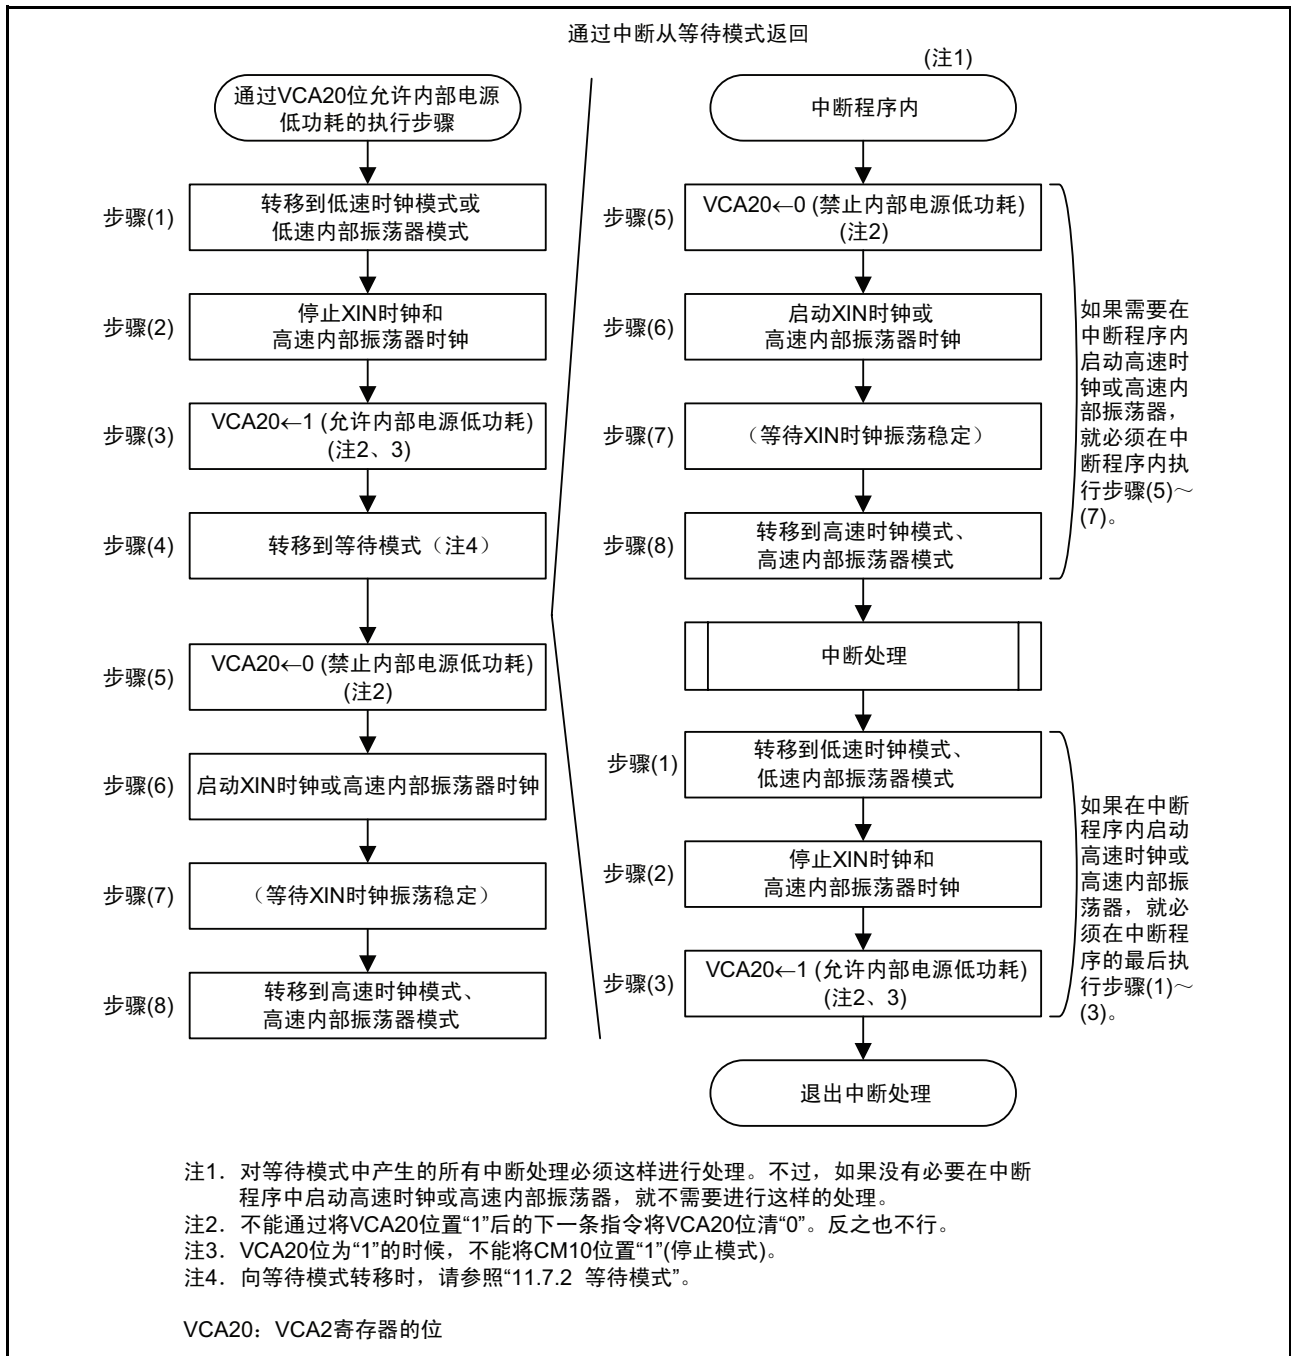 通过中断从等待模式返回
通过VCA20位允许内部电源
低功耗的执行步骤
步骤(1)
转移到低速时钟模式或
低速内部振荡器模式
步骤(2)
停止XIN时钟和
高速内部振荡器时钟
步骤(3)
VCA20←1 (允许内部电源低功耗)
(注2、3)
步骤(4)
转移到等待模式（注4）
步骤(5)
VCA20←0 (禁止内部电源低功耗)
(注2)
步骤(6)
启动XIN时钟或高速内部振荡器时钟
步骤(7)
（等待XIN时钟振荡稳定）
步骤(8)
转移到高速时钟模式、
高速内部振荡器模式
(注1)
中断程序内
步骤(5)
VCA20←0 (禁止内部电源低功耗)
(注2)
步骤(6)
启动XIN时钟或
高速内部振荡器时钟
步骤(7)
（等待XIN时钟振荡稳定）
步骤(8)
转移到高速时钟模式、
高速内部振荡器模式
如果需要在
中断程序内
启动高速时
钟或高速内
部振荡器，
就必须在中
断程序内执
行步骤(5)～
(7)。
中断处理
步骤(1)
转移到低速时钟模式、
低速内部振荡器模式
步骤(2)
停止XIN时钟和
高速内部振荡器时钟
步骤(3)
VCA20←1 (允许内部电源低功耗)
(注2、3)
如果在中断
程序内启动
高速时钟或
高速内部振
荡器，就必
须在中断程
序的最后执
行步骤(1)～
(3)。
退出中断处理
注1．对等待模式中产生的所有中断处理必须这样进行处理。不过，如果没有必要在中断
程序中启动高速时钟或高速内部振荡器，就不需要进行这样的处理。
注2．不能通过将VCA20位置“1”后的下一条指令将VCA20位清“0”。反之也不行。
注3．VCA20位为“1”的时候，不能将CM10位置“1”(停止模式)。
注4．向等待模式转移时，请参照“11.7.2 等待模式”。
VCA20：VCA2寄存器的位